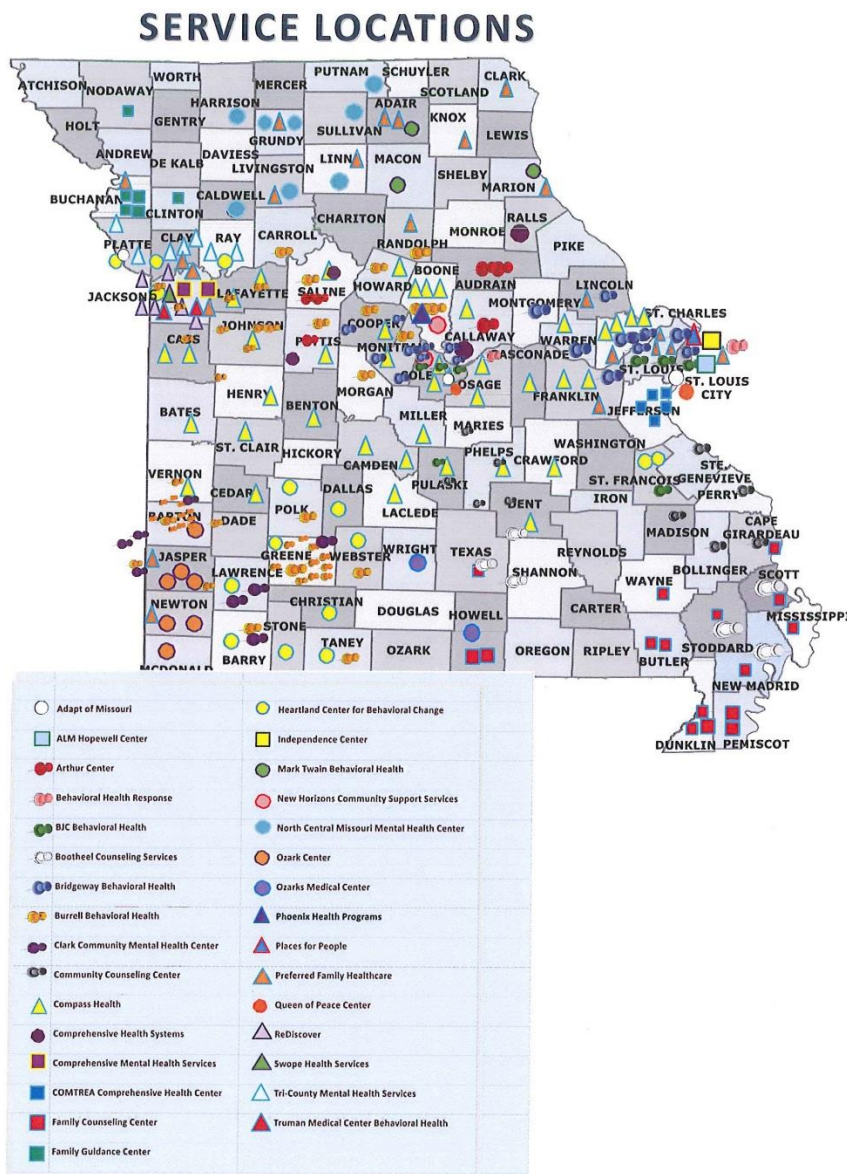 SERVICE LOCATIONS
ATCHISON
NODAWAY
WORTH
HARRISON
MERCER
PUTNAM
SCHUYLER
SCOTLAND
CLARK
HOLT
GENTRY
GRUNDY
SULLIVAN
ADAIR
KNOX
LEWIS
ANDREW
DE KALB
DAVIESS
LIVINGSTON
LINN
MACON
SHELBY
MARION
BUCHANAN
CLINTON
CALDWELL
CHARITON
RANDOLPH
MONROE
RALLS
PIKE
PLATTE
CLAY
RAY
CARROLL
SALINE
HOWARD
BOONE
AUDRAIN
LINCOLN
JACKSON
LAFAYETTE
COOPER
CALLAWAY
MONTGOMERY
WARREN
ST. CHARLES
CASS
JOHNSON
PETTIS
MONITEAU
COLE
OSAGE
GASCONADE
FRANKLIN
ST. LOUIS
ST. LOUIS
CITY
JEFFERSON
BATES
HENRY
BENTON
MORGAN
MILLER
MARIES
WASHINGTON
ST. CLAIR
HICKORY
CAMDEN
PULASKI
PHELPS
CRAWFORD
ST. FRANCOIS
STE.
GENEVIEVE
PERRY
VERNON
CEDAR
POLK
DALLAS
LACLEDE
DENT
IRON
MADISON
CAPE
GIRARDEAU
BARTON
DADE
GREENE
WEBSTER
WRIGHT
TEXAS
SHANNON
REYNOLDS
WAYNE
BOLLINGER
SCOTT
JASPER
LAWRENCE
CHRISTIAN
DOUGLAS
HOWELL
CARTER
STODDARD
MISSISSIPPI
NEWTON
STONE
TANEY
OZARK
OREGON
RIPLEY
BUTLER
NEW MADRID
MCDONALD
BARRY
DUNKLIN
PEMISCOT
Adapt of Missouri
ALM Hopewell Center
Arthur Center
Behavioral Health Response
BJC Behavioral Health
Bootheel Counseling Services
Bridgeway Behavioral Health
Burrell Behavioral Health
Clark Community Mental Health Center
Community Counseling Center
Compass Health
Comprehensive Health Systems
Comprehensive Mental Health Services
COMTREA Comprehensive Health Center
Family Counseling Center
Family Guidance Center
Heartland Center for Behavioral Change
Independence Center
Mark Twain Behavioral Health
New Horizons Community Support Services
North Central Missouri Mental Health Center
Ozark Center
Ozarks Medical Center
Phoenix Health Programs
Places for People
Preferred Family Healthcare
Queen of Peace Center
ReDiscover
Swope Health Services
Tri-County Mental Health Services
Truman Medical Center Behavioral Health